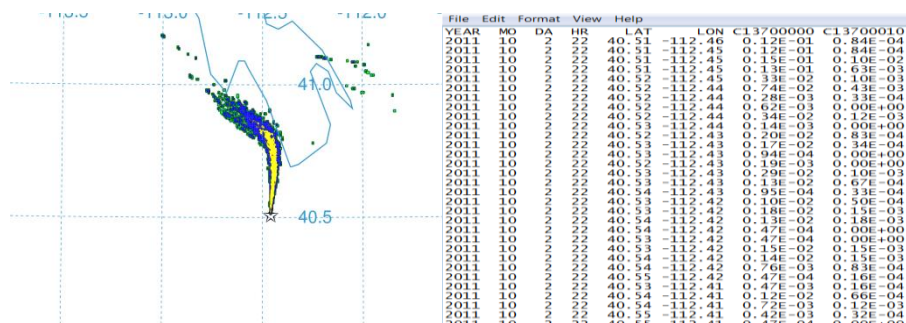 -113.0
-112.5
-112.0
41.0
40.5
File Edit Format View Help
YEAR MO DA HR LAT LON C13700000 C13700010
2011 10 2 22 40.51 -112.46 0.12E-01 0.84E-04
2011 10 2 22 40.51 -112.45 0.12E-01 0.84E-04
2011 10 2 22 40.51 -112.45 0.15E-01 0.10E-02
2011 10 2 22 40.51 -112.45 0.13E-01 0.63E-03
2011 10 2 22 40.52 -112.45 0.33E-02 0.10E-03
2011 10 2 22 40.52 -112.44 0.74E-02 0.43E-03
2011 10 2 22 40.52 -112.44 0.28E-03 0.33E-04
2011 10 2 22 40.52 -112.44 0.62E-03 0.00E+00
2011 10 2 22 40.52 -112.44 0.34E-02 0.12E-03
2011 10 2 22 40.53 -112.44 0.14E-03 0.00E+00
2011 10 2 22 40.52 -112.43 0.20E-02 0.83E-04
2011 10 2 22 40.53 -112.43 0.17E-02 0.34E-04
2011 10 2 22 40.53 -112.43 0.94E-04 0.00E+00
2011 10 2 22 40.52 -112.43 0.19E-03 0.00E+00
2011 10 2 22 40.53 -112.43 0.29E-02 0.10E-03
2011 10 2 22 40.53 -112.43 0.13E-02 0.67E-04
2011 10 2 22 40.54 -112.43 0.95E-04 0.33E-04
2011 10 2 22 40.53 -112.42 0.10E-02 0.50E-04
2011 10 2 22 40.53 -112.42 0.18E-02 0.15E-03
2011 10 2 22 40.54 -112.42 0.13E-02 0.18E-03
2011 10 2 22 40.54 -112.42 0.47E-04 0.00E+00
2011 10 2 22 40.53 -112.42 0.47E-04 0.00E+00
2011 10 2 22 40.53 -112.42 0.15E-02 0.15E-03
2011 10 2 22 40.54 -112.42 0.14E-02 0.15E-03
2011 10 2 22 40.54 -112.42 0.76E-03 0.83E-04
2011 10 2 22 40.55 -112.42 0.47E-04 0.16E-04
2011 10 2 22 40.53 -112.41 0.47E-03 0.16E-04
2011 10 2 22 40.54 -112.41 0.12E-02 0.66E-04
2011 10 2 22 40.54 -112.41 0.72E-03 0.12E-03
2011 10 2 22 40.55 -112.41 0.42E-03 0.32E-04